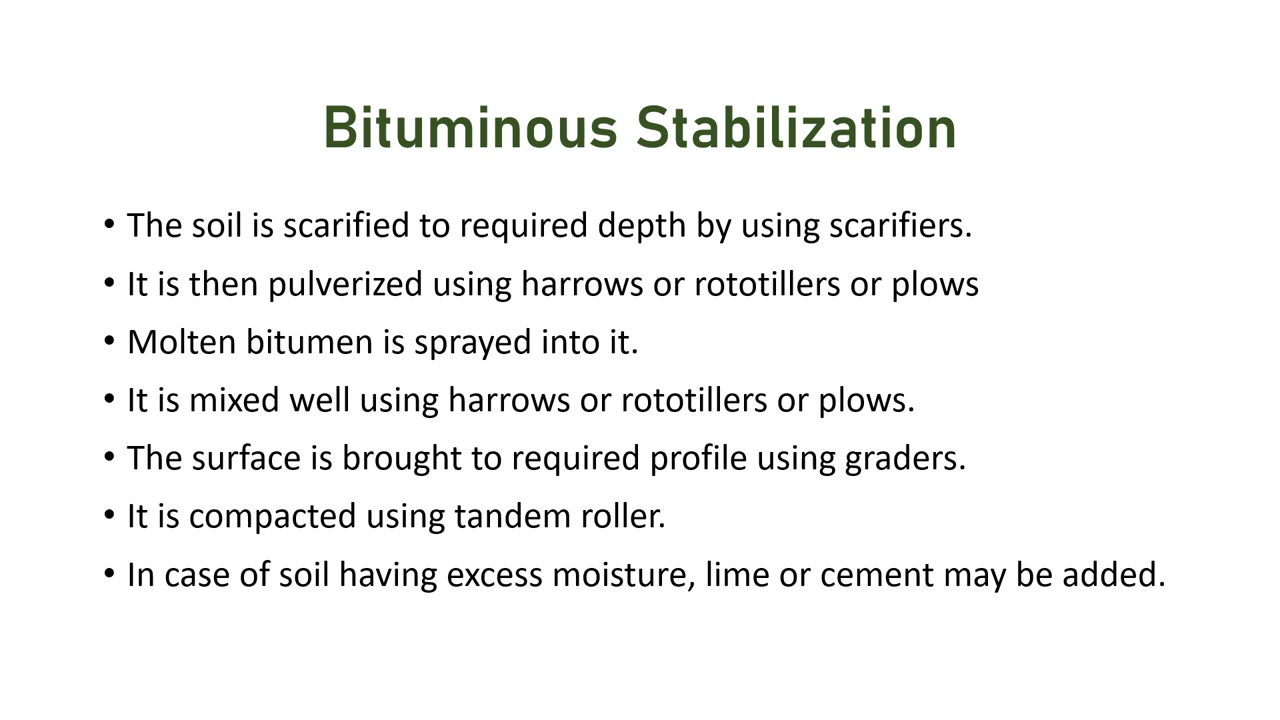 Bituminous Stabilization
• The soil is scarified to required depth by using scarifiers.
• It is then pulverized using harrows or rototillers or plows
• Molten bitumen is sprayed into it.
• It is mixed well using harrows or rototillers or plows.
• The surface is brought to required profile using graders.
• It is compacted using tandem roller.
• In case of soil having excess moisture, lime or cement may be added.